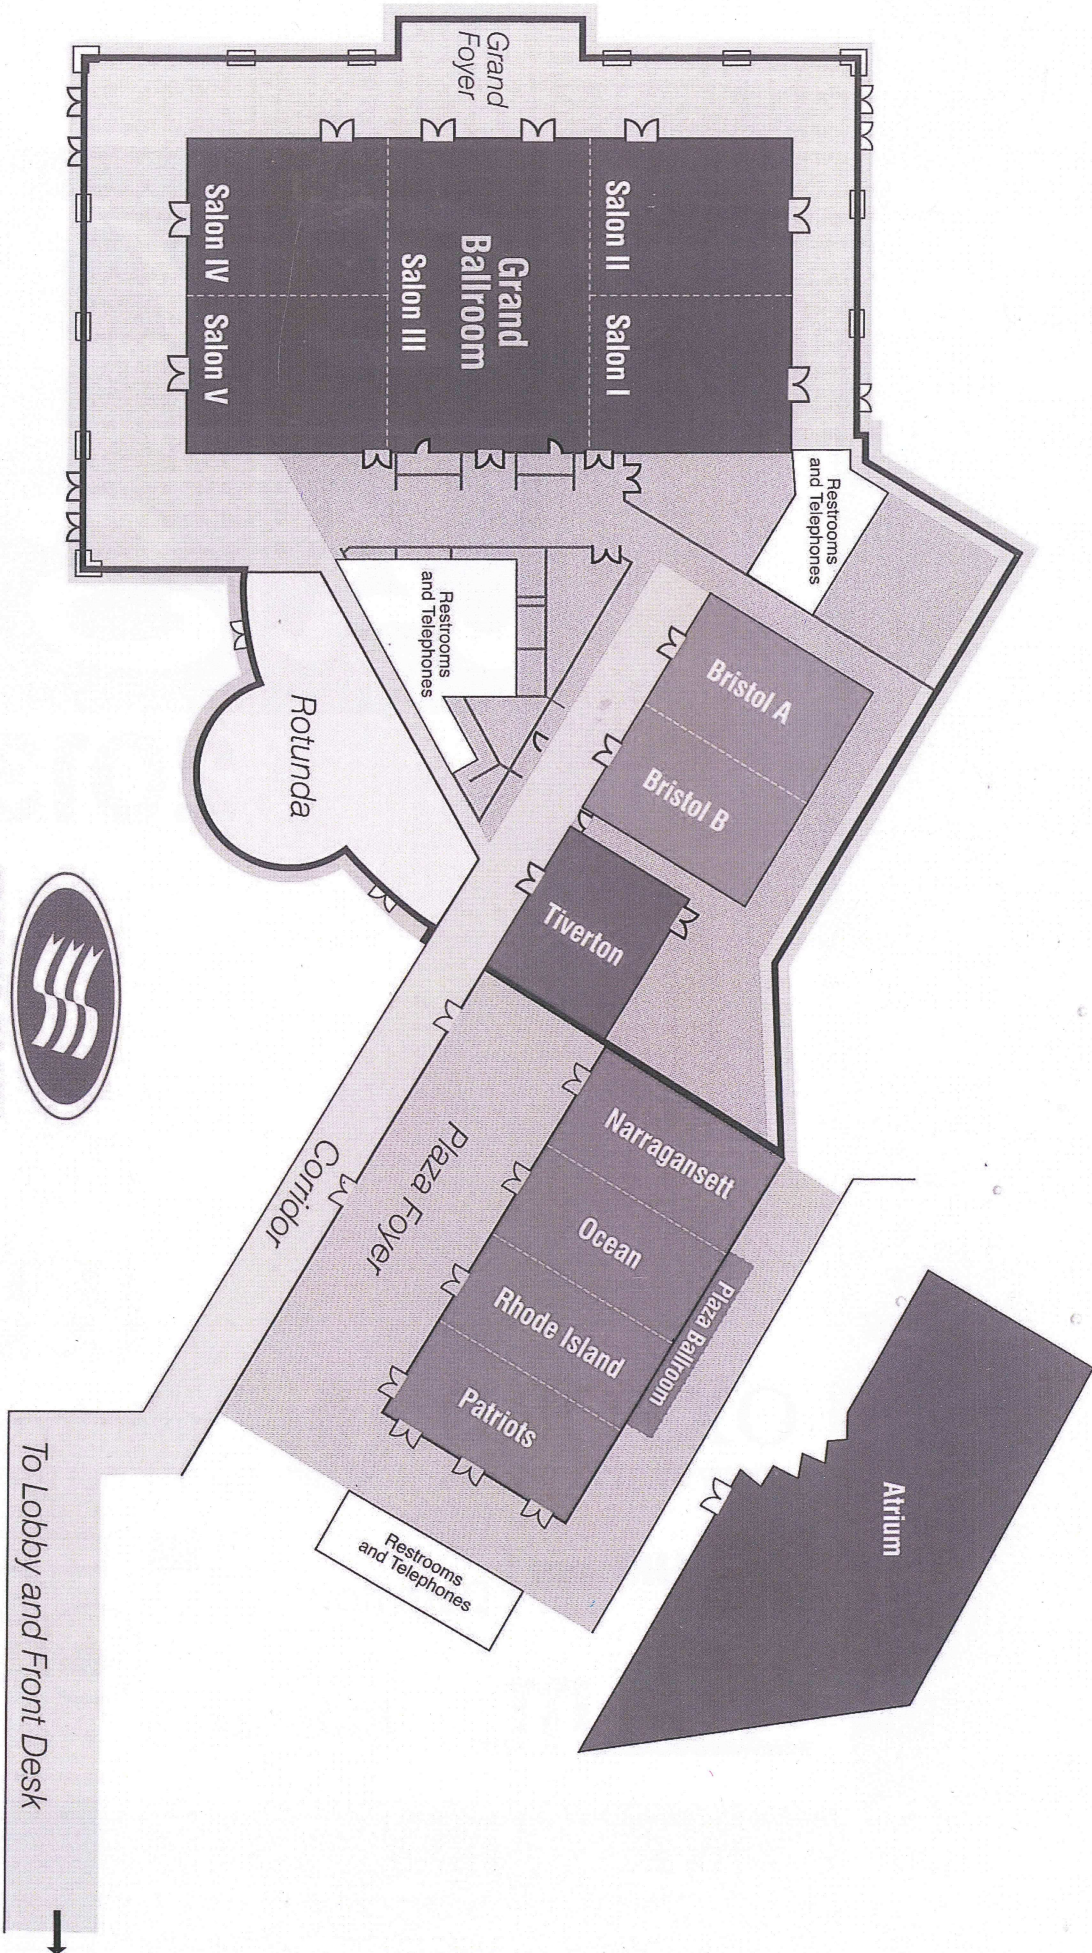 Grand
Foyer
Salon II
Salon I
Grand
Ballroom
Salon III
Salon IV
Salon V
Restrooms
and Telephones
Restrooms
and Telephones
Rotunda
Bristol A
Bristol B
Tiverton
Narragansett
Ocean
Rhode Island
Patriots
Plaza Ballroom
Plaza Foyer
Corridor
Restrooms
and Telephones
Atrium
To Lobby and Front Desk